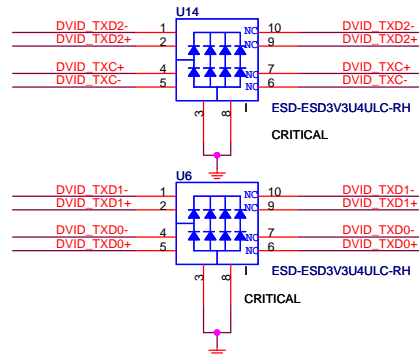 U14
DVID_TXD2- 1 NC 10 DVID_TXD2-
DVID_TXD2+ 2 NC 9 DVID_TXD2+
DVID_TXC+ 4 NC 7 DVID_TXC+
DVID_TXC- 5 NC 6 DVID_TXC-
3 8 I ESD-ESD3V3U4ULC-RH
CRITICAL
U6
DVID_TXD1- 1 NC 10 DVID_TXD1-
DVID_TXD1+ 2 NC 9 DVID_TXD1+
DVID_TXD0- 4 NC 7 DVID_TXD0-
DVID_TXD0+ 5 NC 6 DVID_TXD0+
3 8 I ESD-ESD3V3U4ULC-RH
CRITICAL